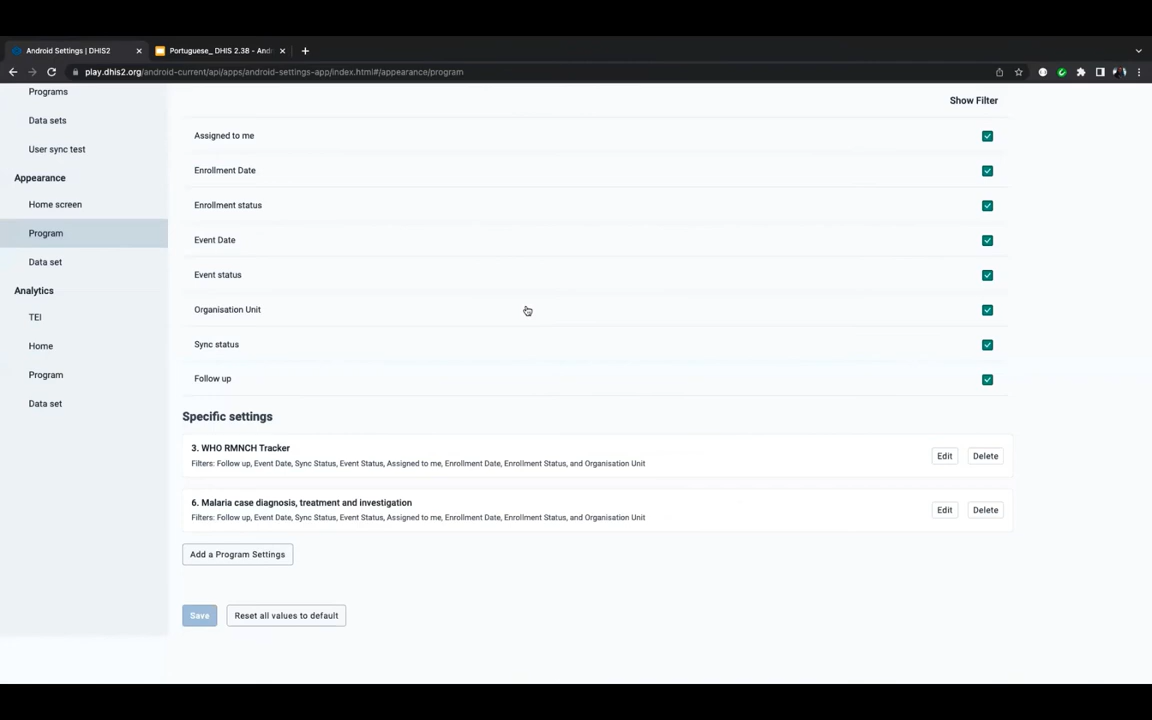 Android Settings | DHIS2
Portuguese_ DHIS 2.38 - And
play.dhis2.org/android-current/api/apps/android-settings-app/index.html#/appearance/program
Programs
Data sets
User sync test
Appearance
Home screen
Program
Data set
Analytics
TEI
Home
Program
Data set
Show Filter
Assigned to me
Enrollment Date
Enrollment status
Event Date
Event status
Organisation Unit
Sync status
Follow up
Specific settings
3. WHO RMNCH Tracker
Filters: Follow up, Event Date, Sync Status, Event Status, Assigned to me, Enrollment Date, Enrollment Status, and Organisation Unit
Edit
Delete
6. Malaria case diagnosis, treatment and investigation
Filters: Follow up, Event Date, Sync Status, Event Status, Assigned to me, Enrollment Date, Enrollment Status, and Organisation Unit
Edit
Delete
Add a Program Settings
Save
Reset all values to default